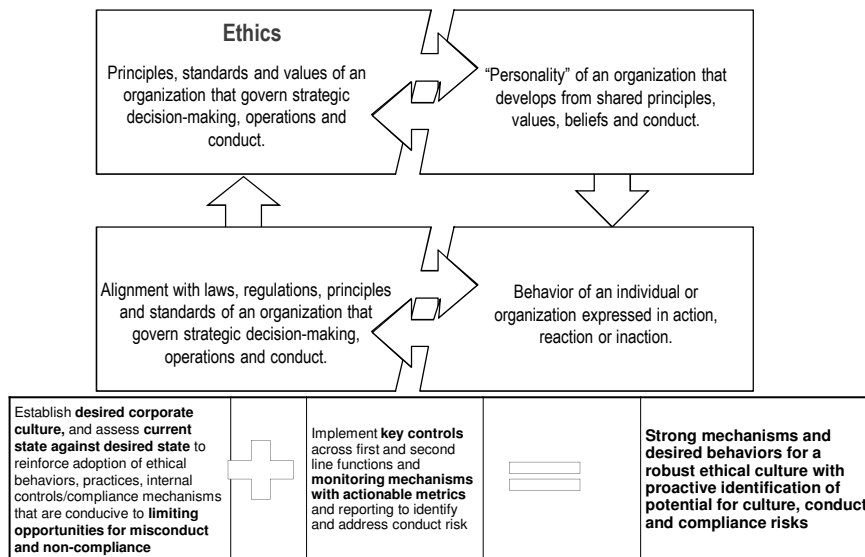 Ethics
Principles, standards and values of an
organization that govern strategic
decision-making, operations and
conduct.
“Personality” of an organization that
develops from shared principles,
values, beliefs and conduct.
Alignment with laws, regulations, principles
and standards of an organization that
govern strategic decision-making,
operations and conduct.
Behavior of an individual or
organization expressed in action,
reaction or inaction.
Establish desired corporate
culture, and assess current
state against desired state to
reinforce adoption of ethical
behaviors, practices, internal
controls/compliance mechanisms
that are conducive to limiting
opportunities for misconduct
and non-compliance
Implement key controls
across first and second
line functions and
monitoring mechanisms
with actionable metrics
and reporting to identify
and address conduct risk
Strong mechanisms and
desired behaviors for a
robust ethical culture with
proactive identification of
potential for culture, conduct
and compliance risks